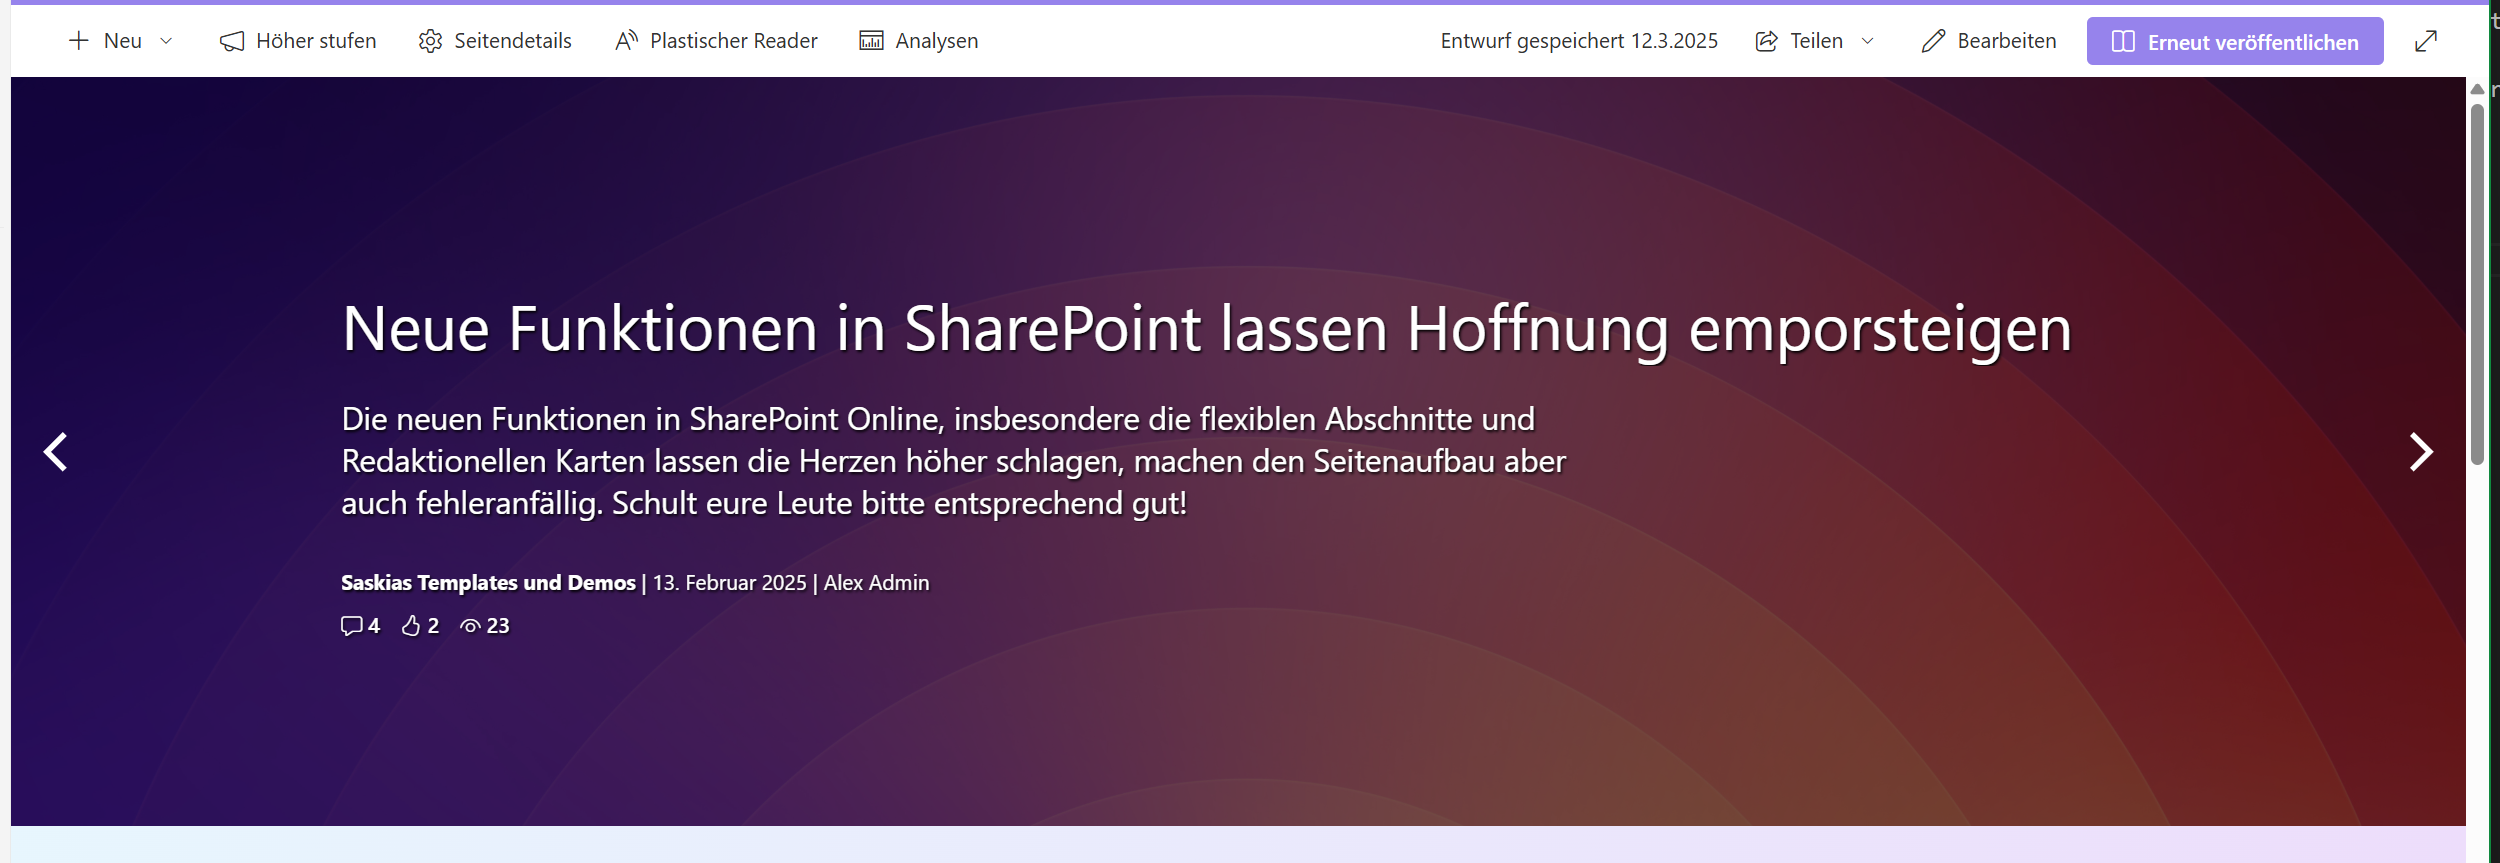 Neu
Höher stufen
Seitendetails
Plastischer Reader
Analysen
Entwurf gespeichert 12.3.2025
Teilen
Bearbeiten
Erneut veröffentlichen
Neue Funktionen in SharePoint lassen Hoffnung emporsteigen
Die neuen Funktionen in SharePoint Online, insbesondere die flexiblen Abschnitte und
Redaktionellen Karten lassen die Herzen höher schlagen, machen den Seitenaufbau aber
auch fehleranfällig. Schult eure Leute bitte entsprechend gut!
Saskias Templates und Demos | 13. Februar 2025 | Alex Admin
4 2 23